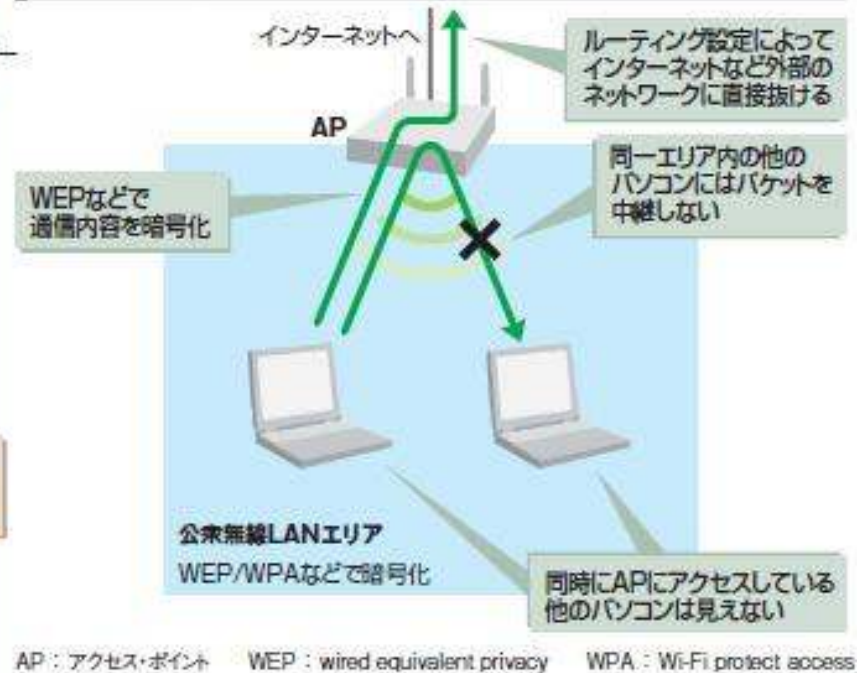 インターネットへ
ルーティング設定によって
インターネットなど外部の
ネットワークに直接抜ける
AP
同一エリア内の他の
パソコンにはパケットを
中継しない
WEPなどで
通信内容を暗号化
公衆無線LANエリア
WEP/WPAなどで暗号化
同時にAPにアクセスしている
他のパソコンは見えない
AP：アクセス・ポイント　WEP：wired equivalent privacy　WPA：Wi-Fi protect access